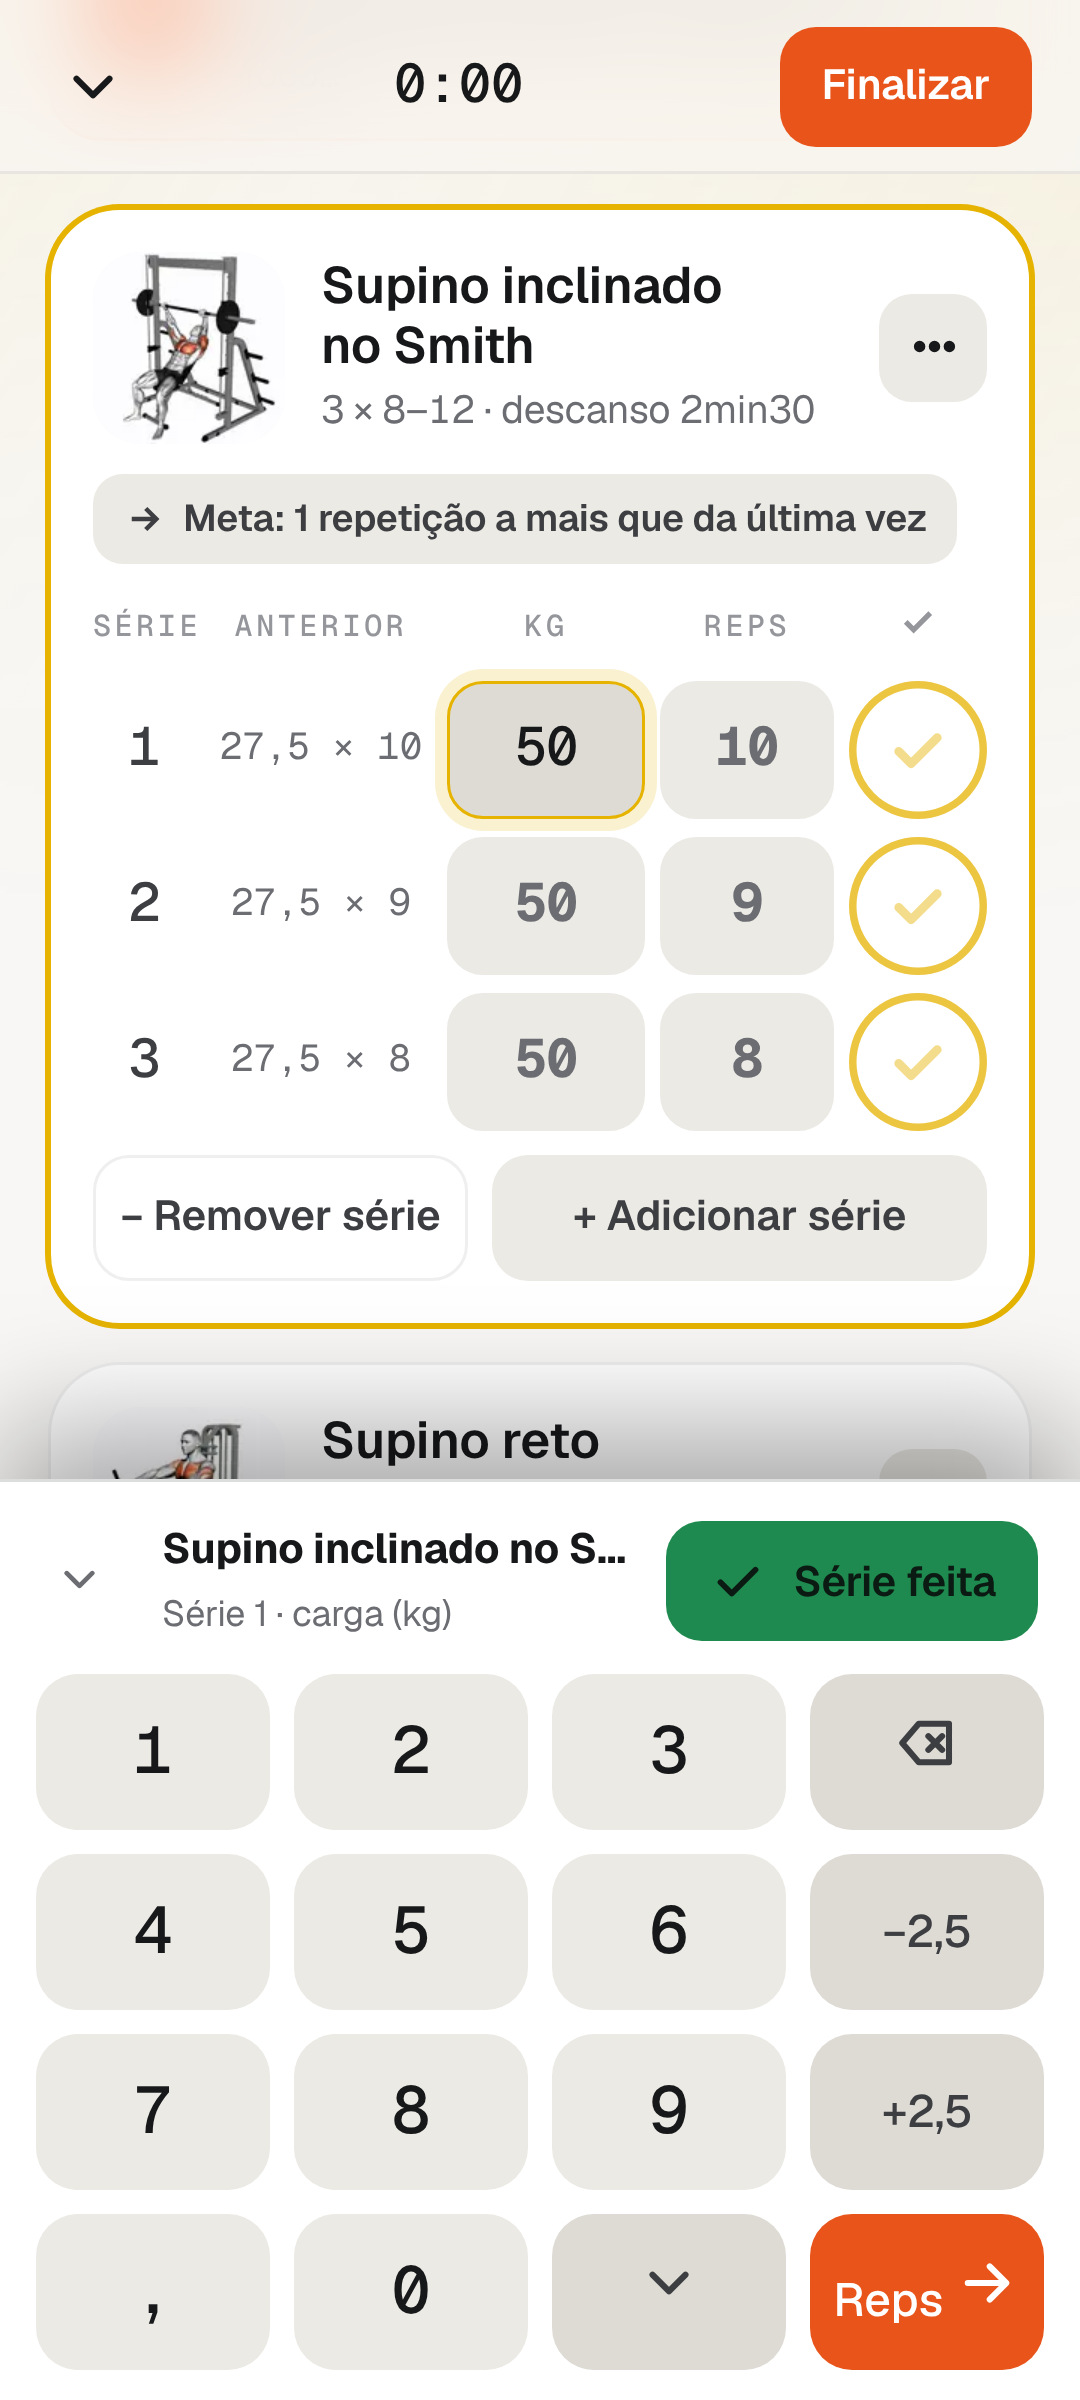 0:00
Finalizar
Supino inclinado
no Smith
3 × 8–12 · descanso 2min30
→ Meta: 1 repetição a mais que da última vez
SÉRIE ANTERIOR KG REPS ✓
1 27,5 × 10 50 10
2 27,5 × 9 50 9
3 27,5 × 8 50 8
– Remover série + Adicionar série
Supino reto
Supino inclinado no S...
Série 1 · carga (kg)
Série feita
1 2 3
4 5 6 −2,5
7 8 9 +2,5
, 0 Reps →